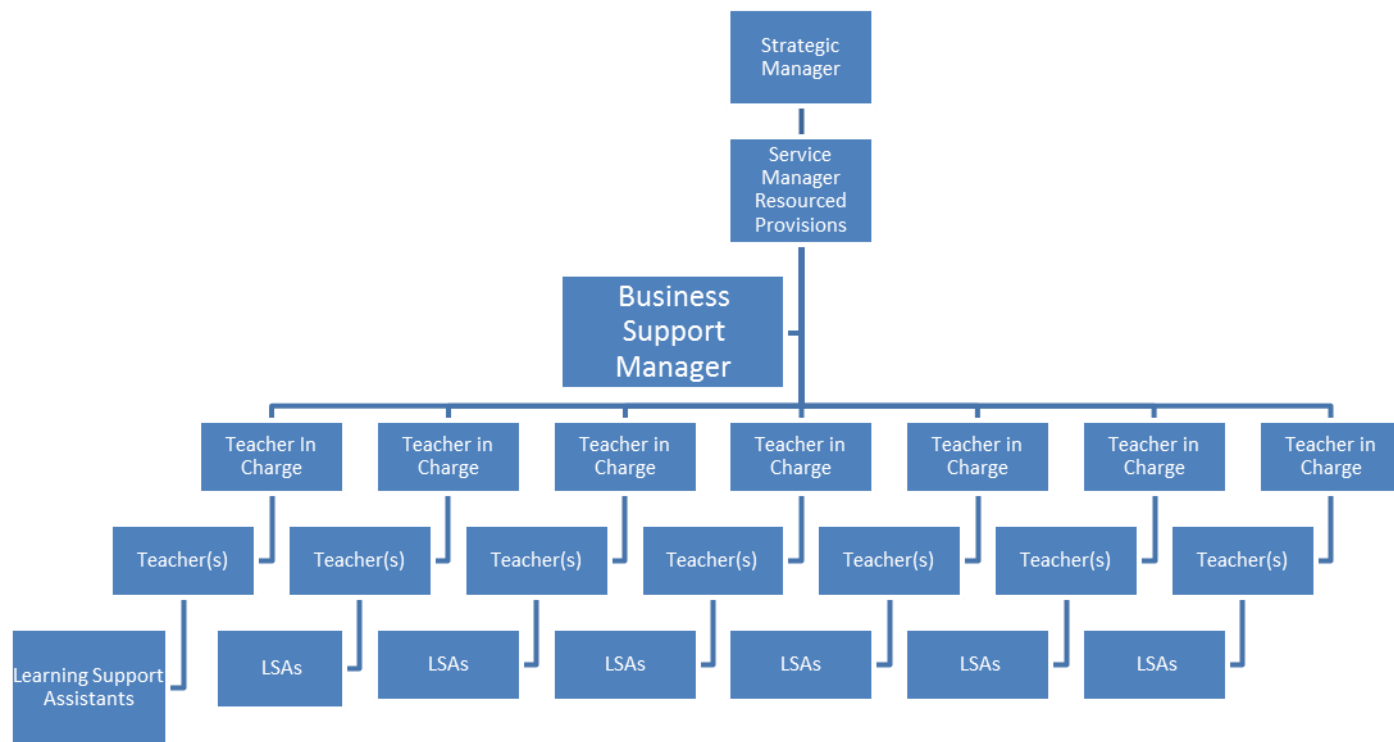 Strategic
Manager
Service
Manager
Resourced
Provisions
Business
Support
Manager
Teacher In
Charge
Teacher in
Charge
Teacher in
Charge
Teacher in
Charge
Teacher in
Charge
Teacher in
Charge
Teacher in
Charge
Teacher(s)
Teacher(s)
Teacher(s)
Teacher(s)
Teacher(s)
Teacher(s)
Teacher(s)
Learning Support
Assistants
LSAs
LSAs
LSAs
LSAs
LSAs
LSAs